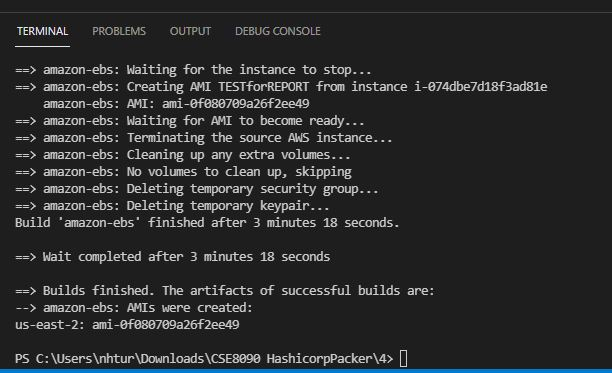 TERMINAL PROBLEMS OUTPUT DEBUG CONSOLE
==> amazon-ebs: Waiting for the instance to stop...
==> amazon-ebs: Creating AMI TESTforREPORT from instance i-074dbe7d18f3ad81e
    amazon-ebs: AMI: ami-0f080709a26f2ee49
==> amazon-ebs: Waiting for AMI to become ready...
==> amazon-ebs: Terminating the source AWS instance...
==> amazon-ebs: Cleaning up any extra volumes...
==> amazon-ebs: No volumes to clean up, skipping
==> amazon-ebs: Deleting temporary security group...
==> amazon-ebs: Deleting temporary keypair...
Build 'amazon-ebs' finished after 3 minutes 18 seconds.
==> Wait completed after 3 minutes 18 seconds
==> Builds finished. The artifacts of successful builds are:
--> amazon-ebs: AMIs were created:
us-east-2: ami-0f080709a26f2ee49
PS C:\Users\nhtur\Downloads\CSE8090 HashicorpPacker\4>